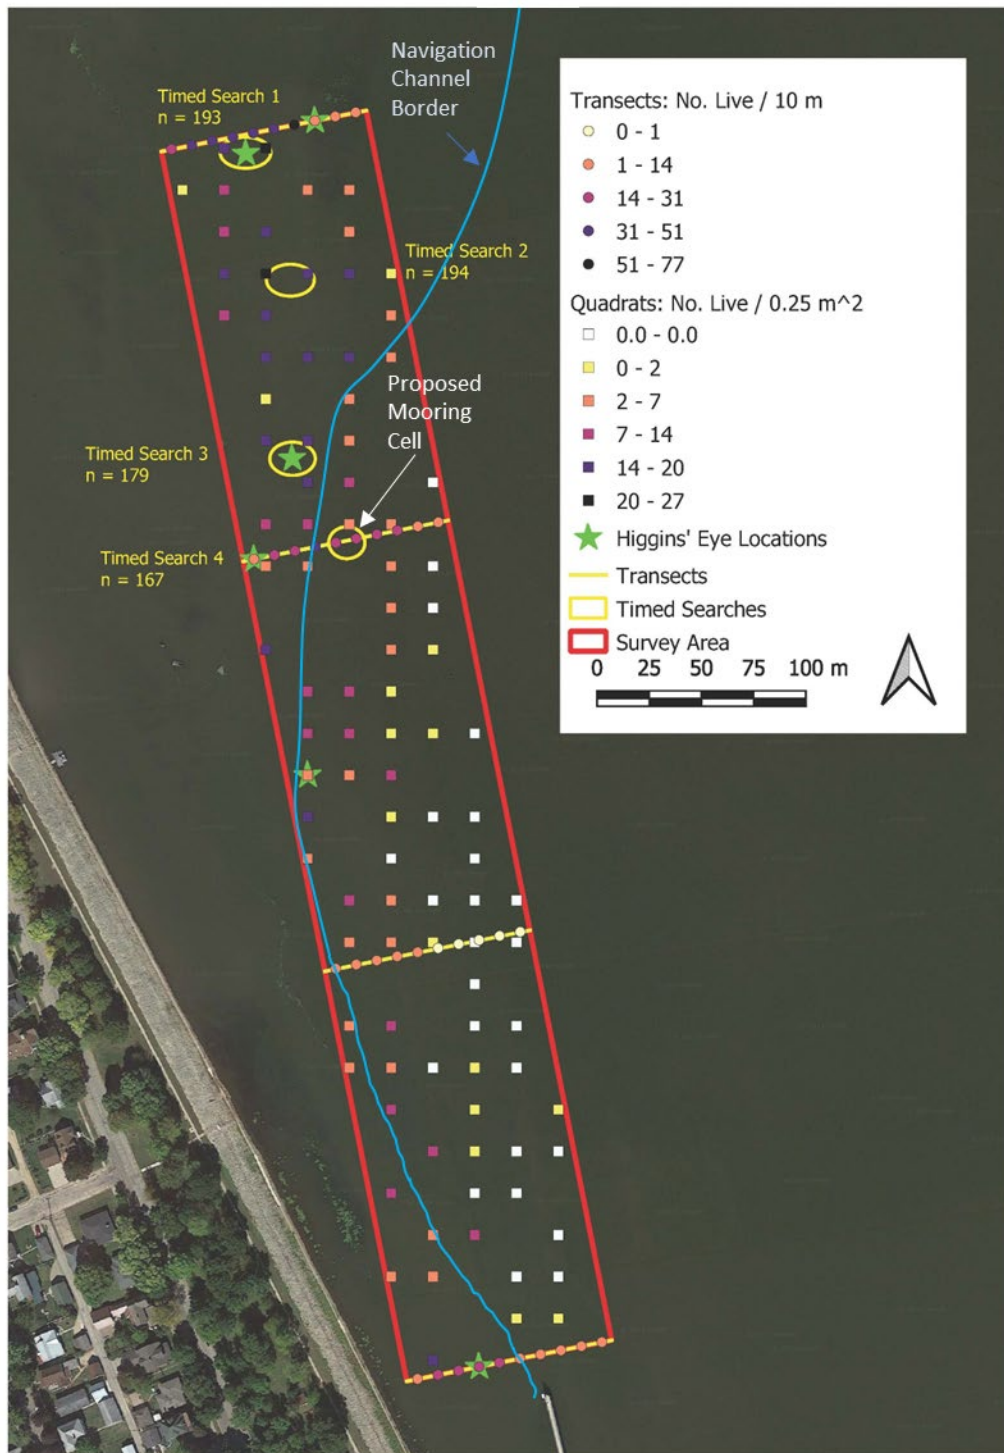 Navigation
Channel
Border
Timed Search 1
n = 193
Timed Search 2
n = 194
Proposed
Mooring
Cell
Timed Search 3
n = 179
Timed Search 4
n = 167
Transects: No. Live / 10 m
0 - 1
1 - 14
14 - 31
31 - 51
51 - 77
Quadrats: No. Live / 0.25 m^2
0.0 - 0.0
0 - 2
2 - 7
7 - 14
14 - 20
20 - 27
Higgins' Eye Locations
Transects
Timed Searches
Survey Area
0 25 50 75 100 m